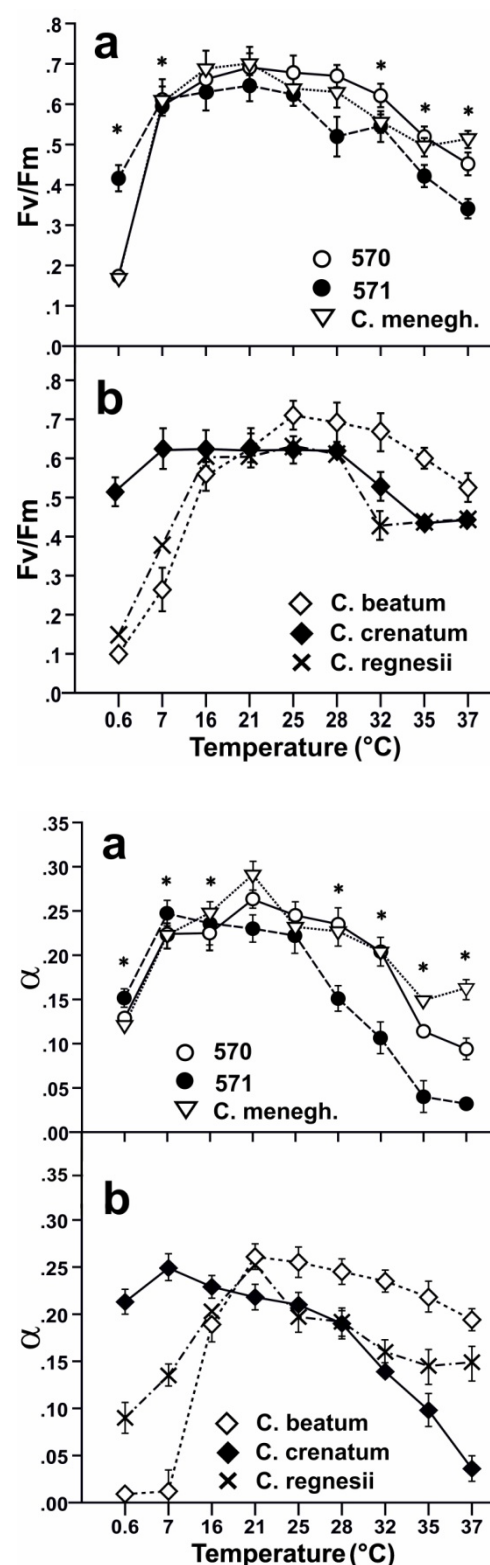 a
.8
.7
.6
.5
.4
.3
.2
.1
.0
Fv/Fm
*
*
*
*
*
570
571
C. menegh.
b
.8
.7
.6
.5
.4
.3
.2
.1
.0
Fv/Fm
C. beatum
C. crenatum
C. regnesii
0.6 7 16 21 25 28 32 35 37
Temperature (°C)
a
.35
.30
.25
.20
.15
.10
.05
.00
α
*
*
*
*
*
*
*
570
571
C. menegh.
b
.30
.25
.20
.15
.10
.05
.00
α
C. beatum
C. crenatum
C. regnesii
0.6 7 16 21 25 28 32 35 37
Temperature (°C)